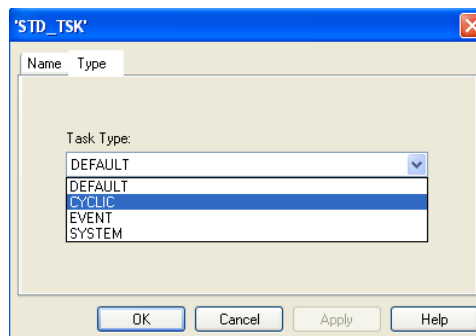 'STD_TSK'
Name Type
Task Type:
DEFAULT
DEFAULT
CYCLIC
EVENT
SYSTEM
OK Cancel Apply Help